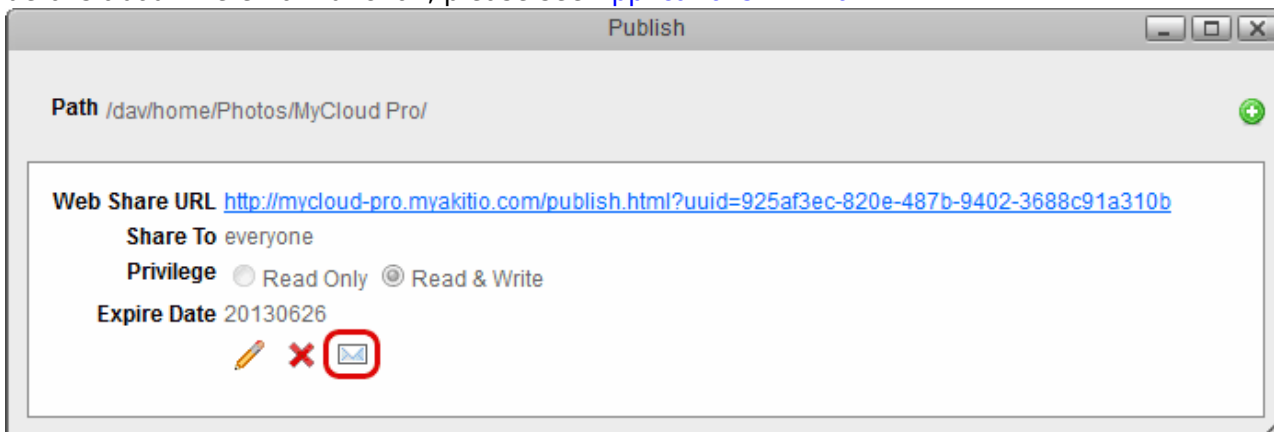 Publish
Path /dav/home/Photos/MyCloud Pro/
Web Share URL http://mycloud-pro.myakitio.com/publish.html?uuid=925af3ec-820e-487b-9402-3688c91a310b
Share To everyone
Privilege Read Only Read & Write
Expire Date 20130626